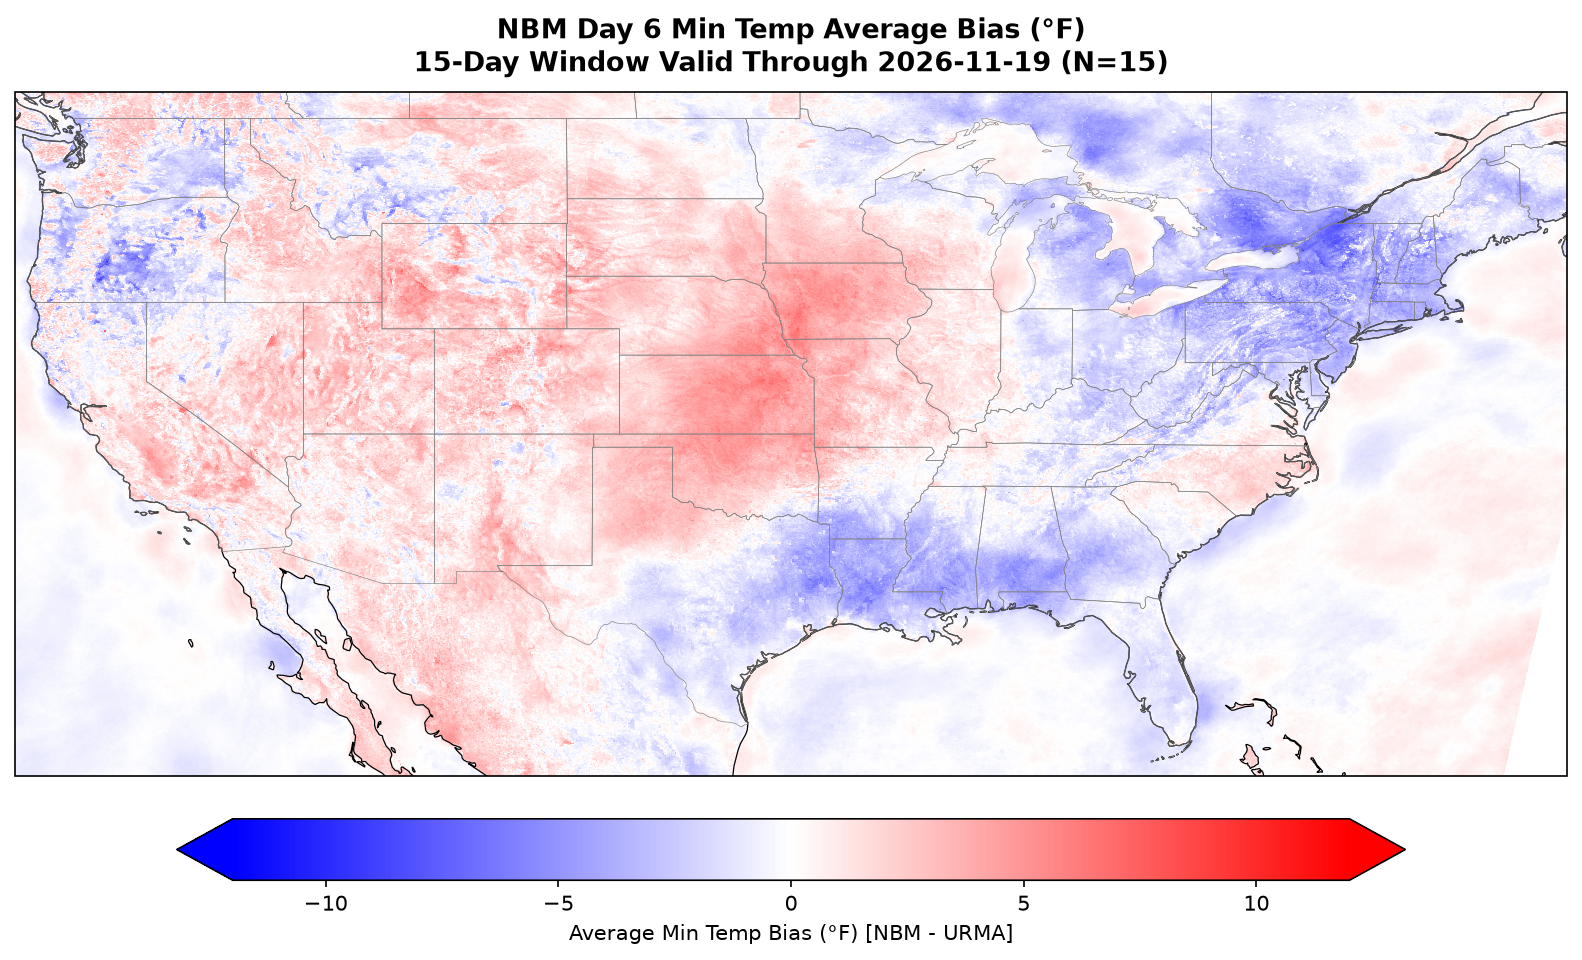 NBM Day 6 Min Temp Average Bias (°F)
15-Day Window Valid Through 2026-11-19 (N=15)
−10 −5 0 5 10
Average Min Temp Bias (°F) [NBM - URMA]